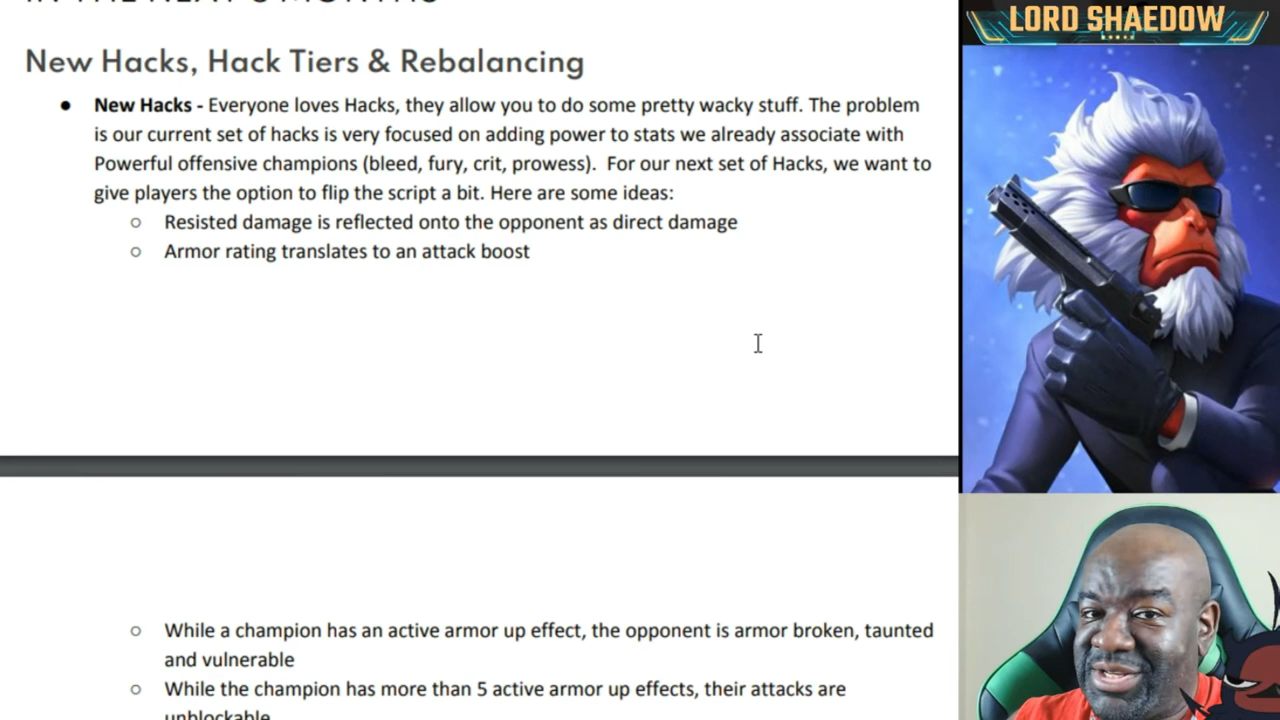 IN THE NEXT 3 MONTHS
New Hacks, Hack Tiers & Rebalancing
● New Hacks - Everyone loves Hacks, they allow you to do some pretty wacky stuff. The problem
is our current set of hacks is very focused on adding power to stats we already associate with
Powerful offensive champions (bleed, fury, crit, prowess). For our next set of Hacks, we want to
give players the option to flip the script a bit. Here are some ideas:
○ Resisted damage is reflected onto the opponent as direct damage
○ Armor rating translates to an attack boost
○ While a champion has an active armor up effect, the opponent is armor broken, taunted
and vulnerable
○ While the champion has more than 5 active armor up effects, their attacks are
unblockable
LORD SHAEDOW